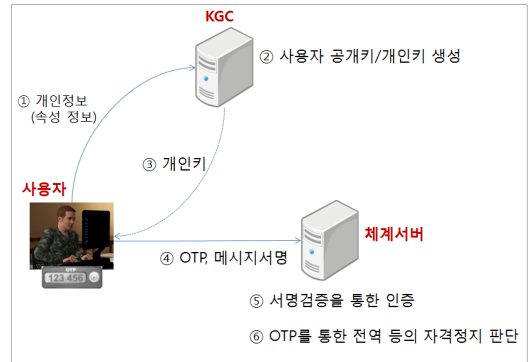 KGC
② 사용자 공개키/개인키 생성
① 개인정보
(속성 정보)
③ 개인키
사용자
체계서버
④ OTP, 메시지서명
OTP
123 456
⑤ 서명검증을 통한 인증
⑥ OTP를 통한 전역 등의 자격정지 판단